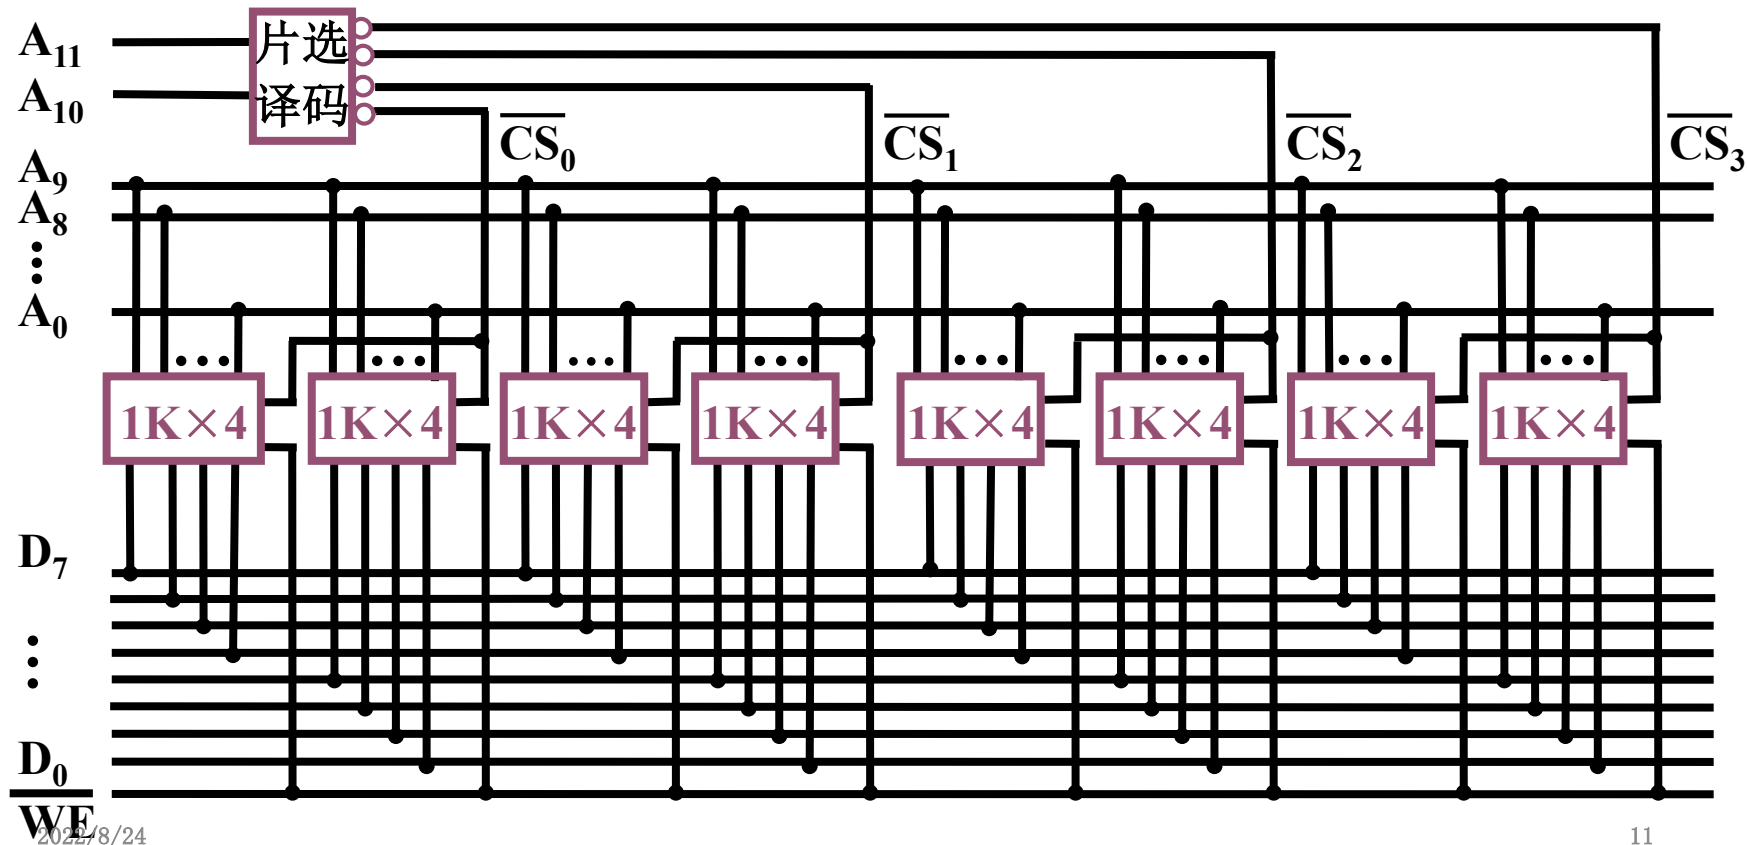 A11
片选
A10
译码
CS0 CS1 CS2 CS3
A9
A8
A0
1K×4 1K×4 1K×4 1K×4 1K×4 1K×4 1K×4 1K×4
D7
D0
WE
2022/8/24
11